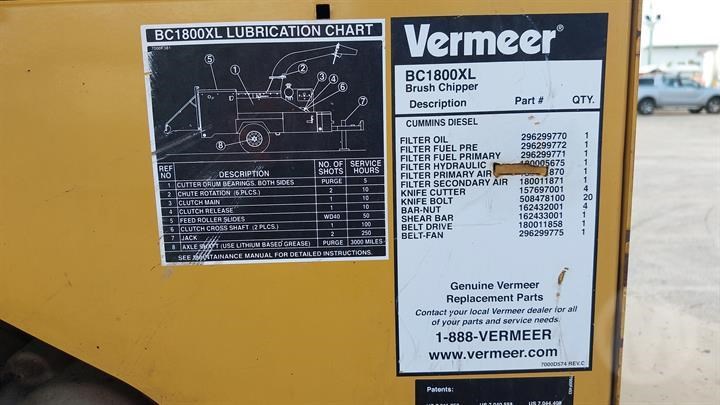 BC1800XL LUBRICATION CHART
REF NO DESCRIPTION NO. OF SHOTS SERVICE HOURS
1 CUTTER DRUM BEARINGS, BOTH SIDES PURGE 5
2 CHUTE ROTATION (6 PLCS.) 2 10
3 CLUTCH MAIN 1 10
4 CLUTCH RELEASE 1 10
5 FEED ROLLER SLIDES WD40 50
6 CLUTCH CROSS SHAFT (2 PLCS.) 1 100
7 JACK 2 250
8 AXLE SHAFT (USE LITHIUM BASED GREASE) PURGE 3000 MILES
SEE MAINTAINANCE MANUAL FOR DETAILED INSTRUCTIONS.
Vermeer®
BC1800XL
Brush Chipper
Description Part # QTY.
CUMMINS DIESEL
FILTER OIL 296299770 1
FILTER FUEL PRE 296299772 1
FILTER FUEL PRIMARY 296299771 1
FILTER HYDRAULIC 180005675 1
FILTER PRIMARY AIR 1870 1
FILTER SECONDARY AIR 180011871 1
KNIFE CUTTER 157697001 4
KNIFE BOLT 508478100 20
BAR-NUT 162432001 4
SHEAR BAR 162433001 1
BELT DRIVE 180011858 1
BELT-FAN 296299775 1
Genuine Vermeer
Replacement Parts
Contact your local Vermeer dealer for all
of your parts and service needs.
1-888-VERMEER
www.vermeer.com
7000D574 REV.C
Patents: